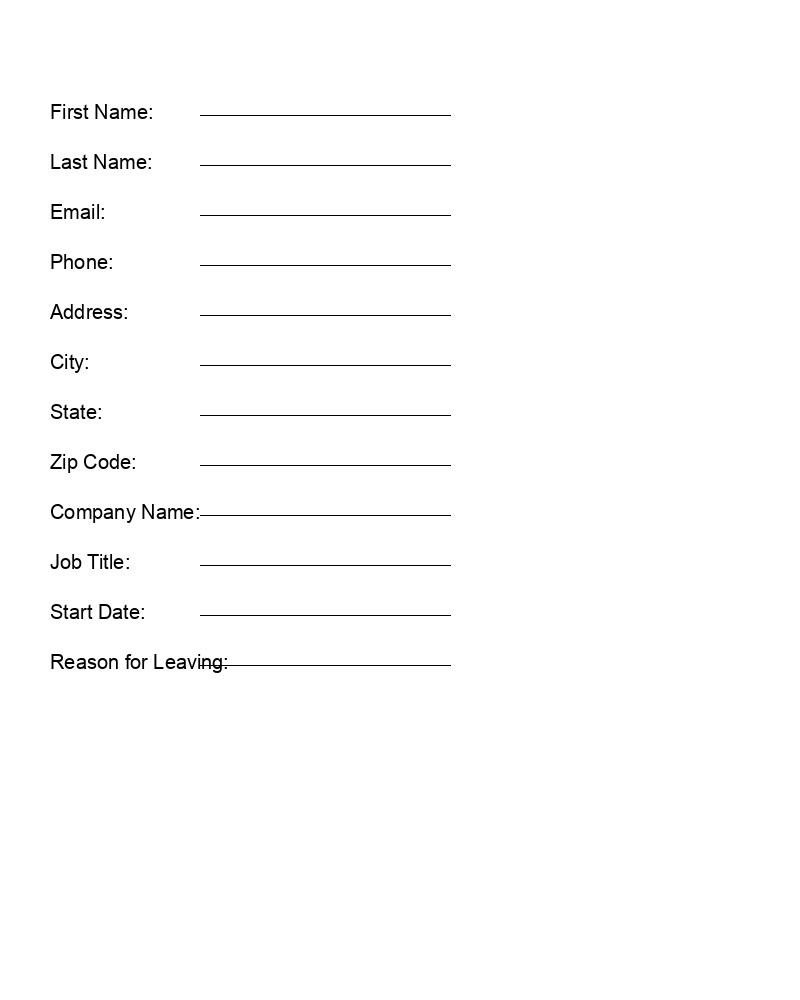 First Name:
Last Name:
Email:
Phone:
Address:
City:
State:
Zip Code:
Company Name:
Job Title:
Start Date:
Reason for Leaving: